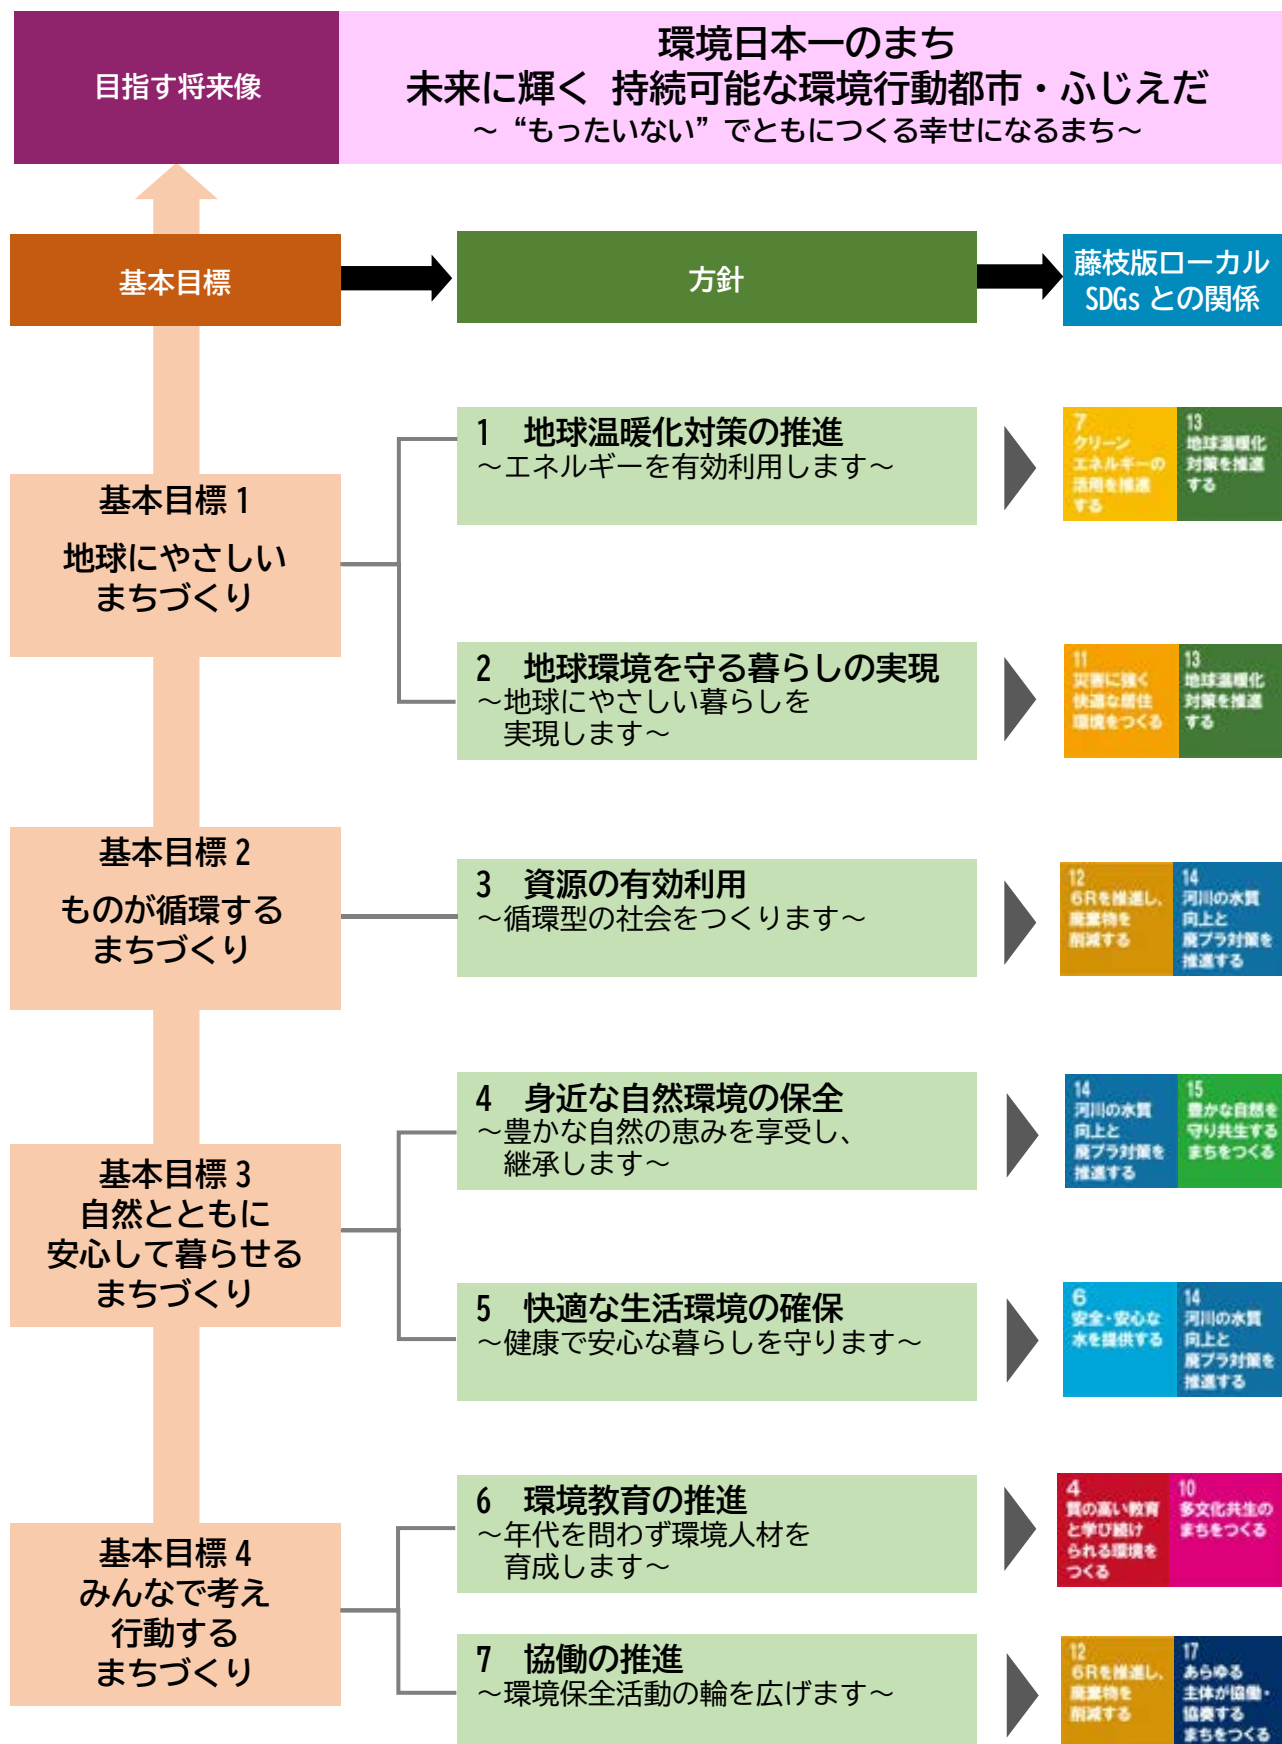 目指す将来像
環境日本一のまち
未来に輝く 持続可能な環境行動都市・ふじえだ
～“もったいない”でともにつくる幸せになるまち～
基本目標
方針
藤枝版ローカル
SDGs との関係
基本目標 1
地球にやさしい
まちづくり
1 地球温暖化対策の推進
～エネルギーを有効利用します～
7
クリーン
エネルギーの
活用を推進
する
13
地球温暖化
対策を推進
する
2 地球環境を守る暮らしの実現
～地球にやさしい暮らしを
実現します～
11
災害に強く
快適な居住
環境をつくる
13
地球温暖化
対策を推進
する
基本目標 2
ものが循環する
まちづくり
3 資源の有効利用
～循環型の社会をつくります～
12
6Rを推進し、
廃棄物を
削減する
14
河川の水質
向上と
廃プラ対策を
推進する
基本目標 3
自然とともに
安心して暮らせる
まちづくり
4 身近な自然環境の保全
～豊かな自然の恵みを享受し、
継承します～
14
河川の水質
向上と
廃プラ対策を
推進する
15
豊かな自然を
守り共生する
まちをつくる
5 快適な生活環境の確保
～健康で安心な暮らしを守ります～
6
安全・安心な
水を提供する
14
河川の水質
向上と
廃プラ対策を
推進する
基本目標 4
みんなで考え
行動する
まちづくり
6 環境教育の推進
～年代を問わず環境人材を
育成します～
4
質の高い教育
と学び続け
られる環境を
つくる
10
多文化共生の
まちをつくる
7 協働の推進
～環境保全活動の輪を広げます～
12
6Rを推進し、
廃棄物を
削減する
17
あらゆる
主体が協働・
協奏する
まちをつくる